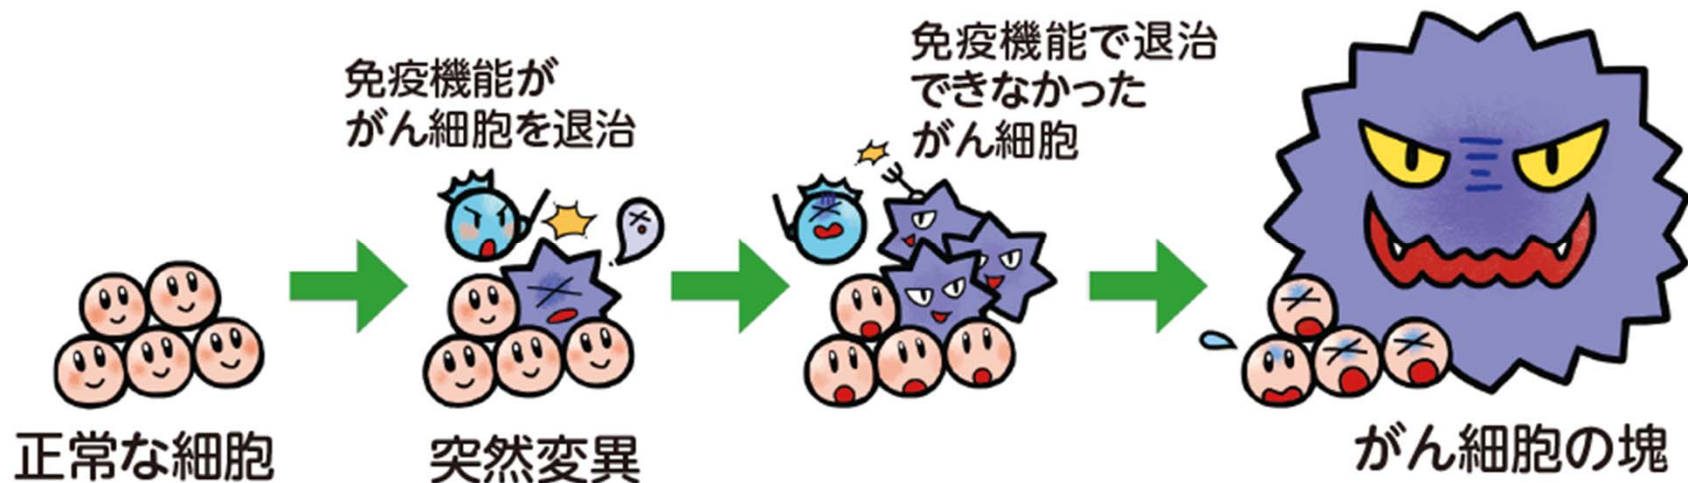 免疫機能が
がん細胞を退治
免疫機能で退治
できなかった
がん細胞
正常な細胞
突然変異
がん細胞の塊